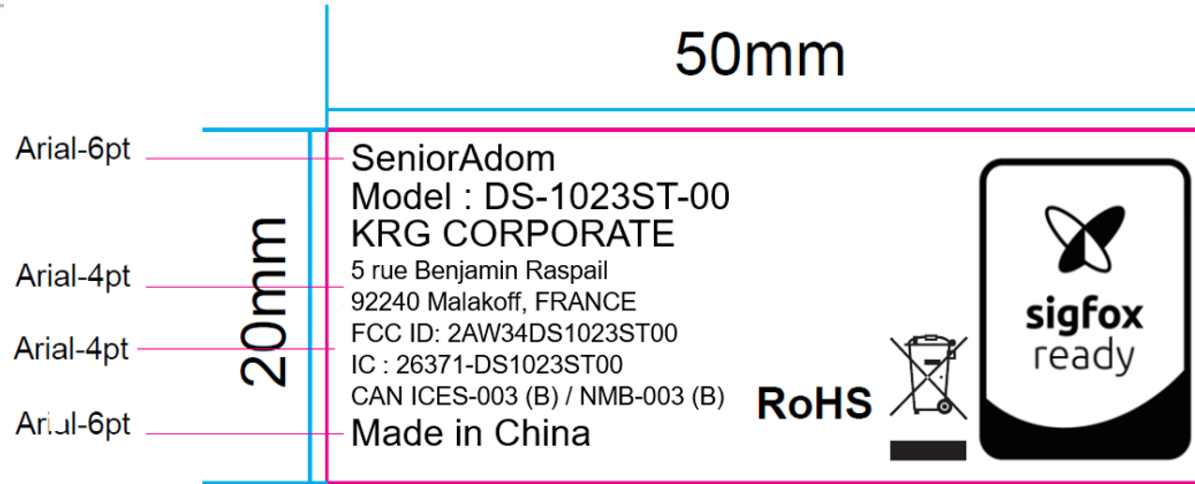 50mm
20mm
Arial-6pt
SeniorAdom
Model : DS-1023ST-00
KRG CORPORATE
Arial-4pt
5 rue Benjamin Raspail
92240 Malakoff, FRANCE
Arial-4pt
FCC ID: 2AW34DS1023ST00
IC : 26371-DS1023ST00
CAN ICES-003 (B) / NMB-003 (B)
Arial-6pt
Made in China
RoHS
sigfox
ready